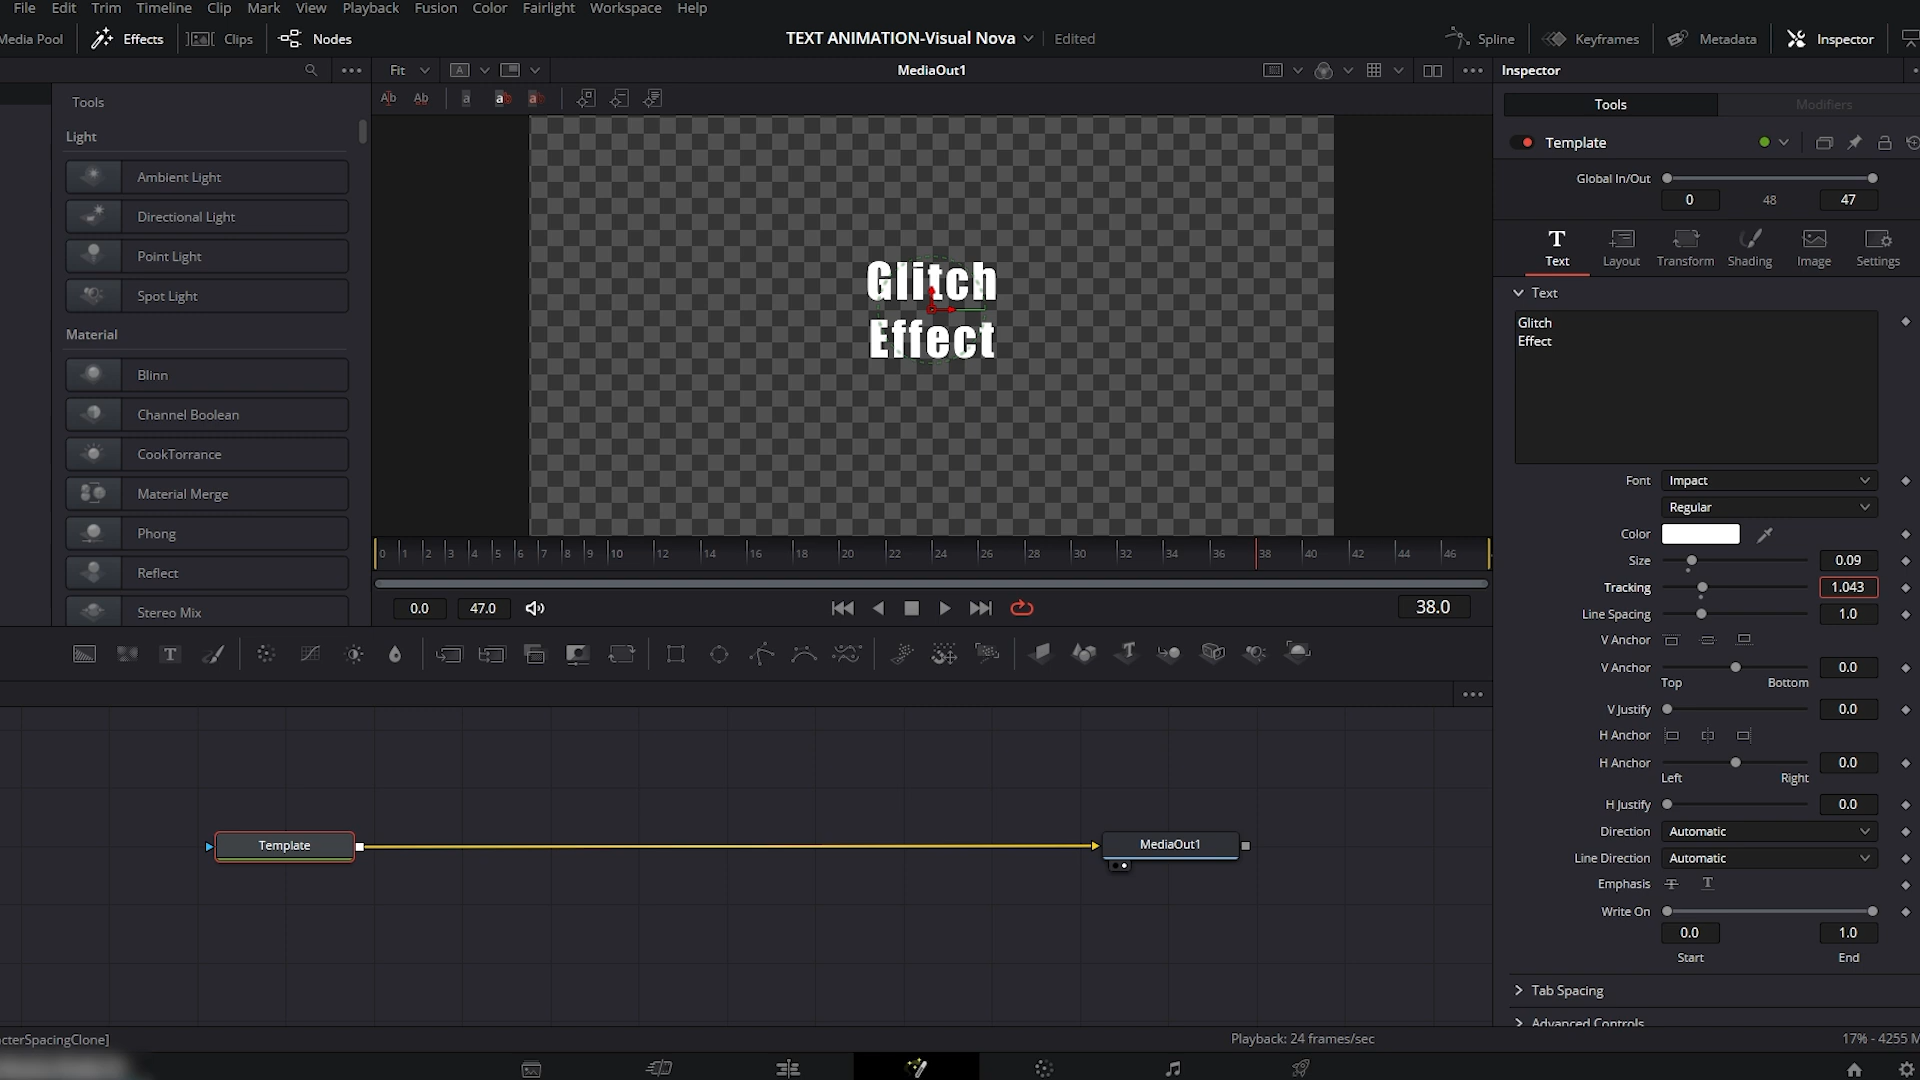 File Edit Trim Timeline Clip Mark View Playback Fusion Color Fairlight Workspace Help
Media Pool Effects Clips Nodes TEXT ANIMATION-Visual Nova Edited Spline Keyframes Metadata Inspector
Fit A MediaOut1 Inspector
Tools
Light
Ambient Light
Directional Light
Point Light
Spot Light
Material
Blinn
Channel Boolean
CookTorrance
Material Merge
Phong
Reflect
Stereo Mix
Ab Ab a a a
Glitch
Effect
0 1 2 3 4 5 6 7 8 9 10 12 14 16 18 20 22 24 26 28 30 32 34 36 38 40 42 44 46
0.0 47.0 38.0
T T
Template MediaOut1
Tools Modifiers
Template
Global In/Out
0 48 47
T
Text Layout Transform Shading Image Settings
Text
Glitch
Effect
Font Impact
Regular
Color
Size 0.09
Tracking 1.043
Line Spacing 1.0
V Anchor
V Anchor 0.0
Top Bottom
V Justify 0.0
H Anchor
H Anchor 0.0
Left Right
H Justify 0.0
Direction Automatic
Line Direction Automatic
Emphasis T T
Write On
0.0 1.0
Start End
Tab Spacing
Advanced Controls
cterSpacingClone] Playback: 24 frames/sec 17% - 4255 M